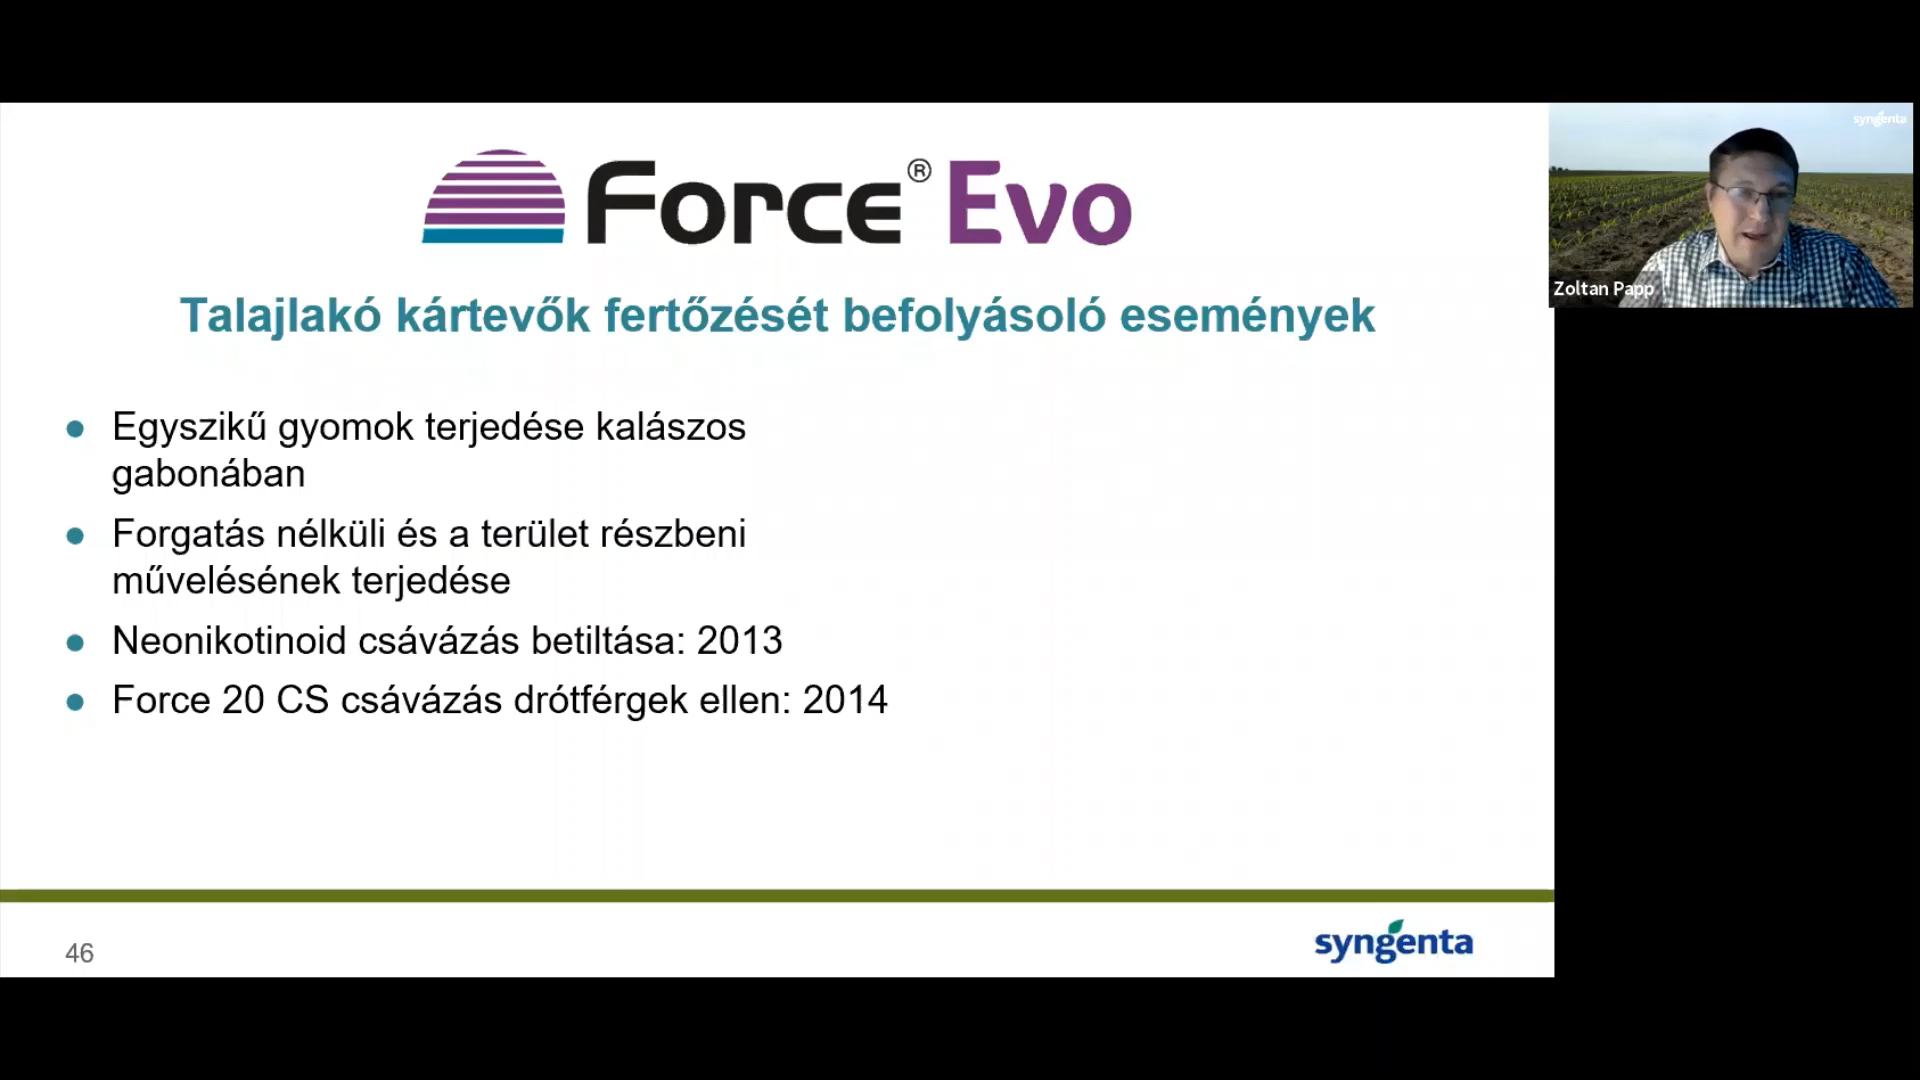 Force® Evo
syngenta
Zoltan Papp
Talajlakó kártevők fertőzését befolyásoló események
Egyszikű gyomok terjedése kalászos
gabonában
Forgatás nélküli és a terület részbeni
művelésének terjedése
Neonikotinoid csávázás betiltása: 2013
Force 20 CS csávázás drótférgek ellen: 2014
46
syngenta